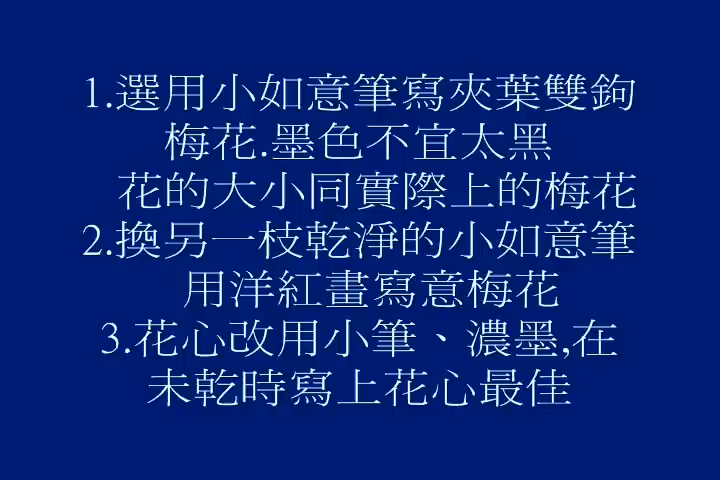 1.選用小如意筆寫夾葉雙鉤
梅花.墨色不宜太黑
花的大小同實際上的梅花
2.換另一枝乾淨的小如意筆
用洋紅畫寫意梅花
3.花心改用小筆、濃墨,在
未乾時寫上花心最佳